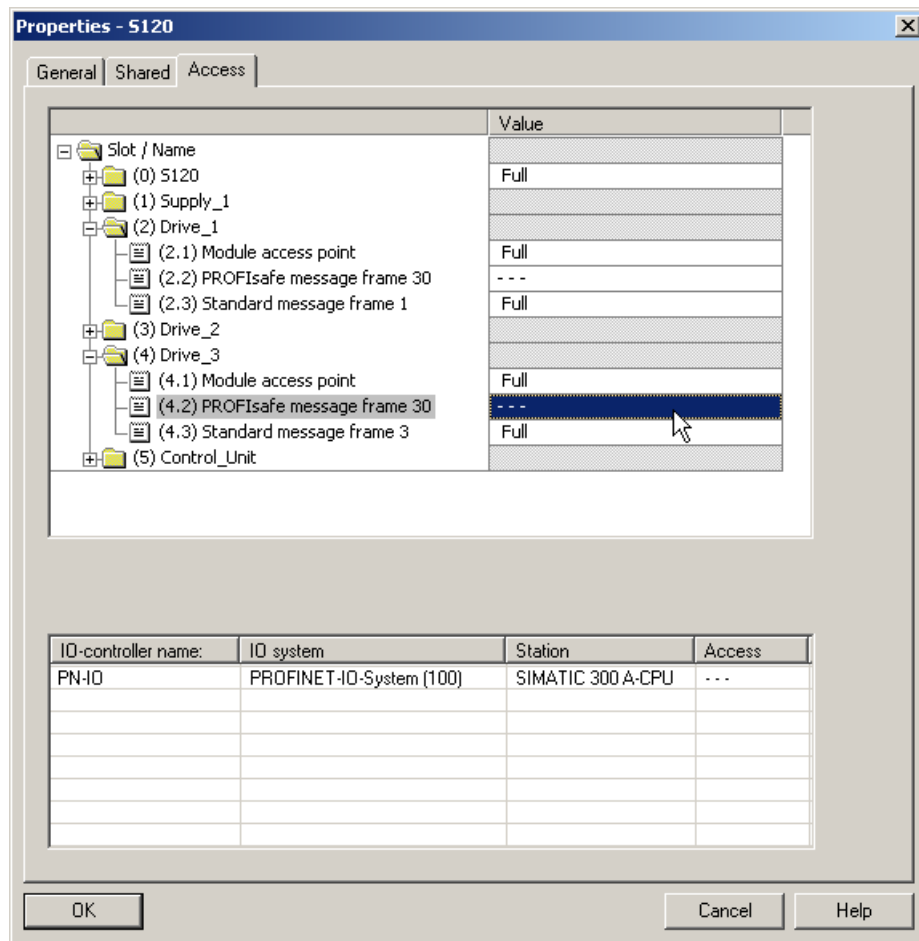 Properties - S120
General Shared Access
Value
Slot / Name
(0) S120 Full
(1) Supply_1
(2) Drive_1
(2.1) Module access point Full
(2.2) PROFIsafe message frame 30 - - -
(2.3) Standard message frame 1 Full
(3) Drive_2
(4) Drive_3
(4.1) Module access point Full
(4.2) PROFIsafe message frame 30 - - -
(4.3) Standard message frame 3 Full
(5) Control_Unit
IO-controller name: IO system Station Access
PN-IO PROFINET-IO-System (100) SIMATIC 300 A-CPU - - -
OK Cancel Help